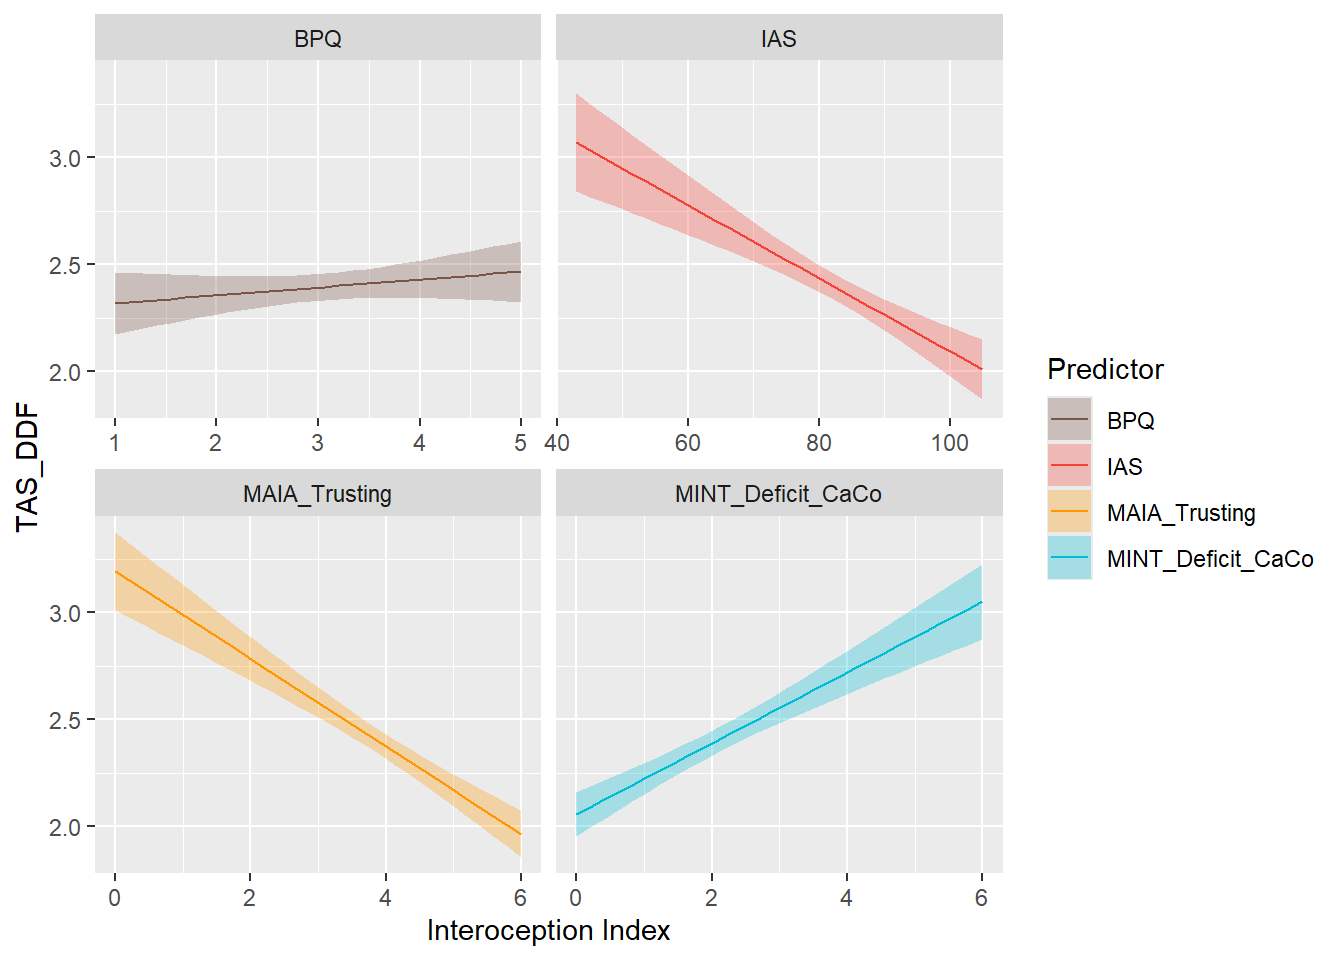 BPQ
IAS
3.0
2.5
2.0
1 2 3 4 5
40 60 80 100
TAS_DDF
MAIA_Trusting
MINT_Deficit_CaCo
3.0
2.5
2.0
0 2 4 6
0 2 4 6
Interoception Index
Predictor
BPQ
IAS
MAIA_Trusting
MINT_Deficit_CaCo